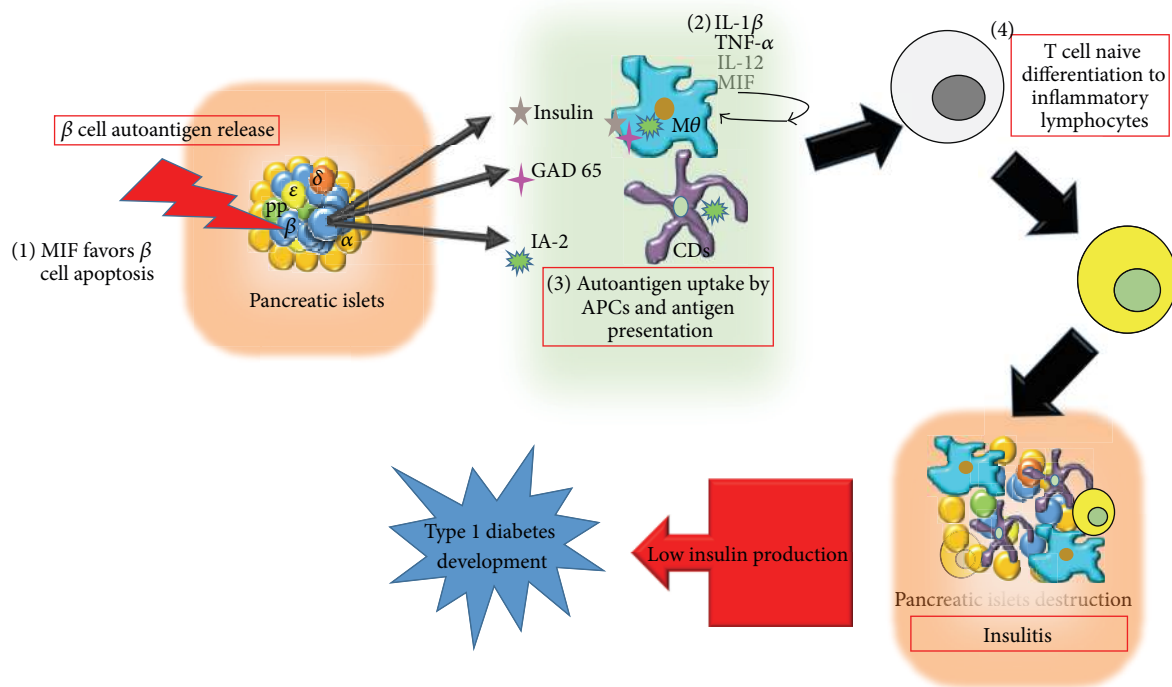 β cell autoantigen release
(1) MIF favors β
cell apoptosis
ε
δ
pp
β
α
Pancreatic islets
Insulin
GAD 65
IA-2
(2) IL-1β
TNF-α
IL-12
MIF
Mθ
CDs
(3) Autoantigen uptake by
APCs and antigen
presentation
(4)
T cell naive
differentiation to
inflammatory
lymphocytes
Pancreatic islets destruction
Insulitis
Low insulin production
Type 1 diabetes
development